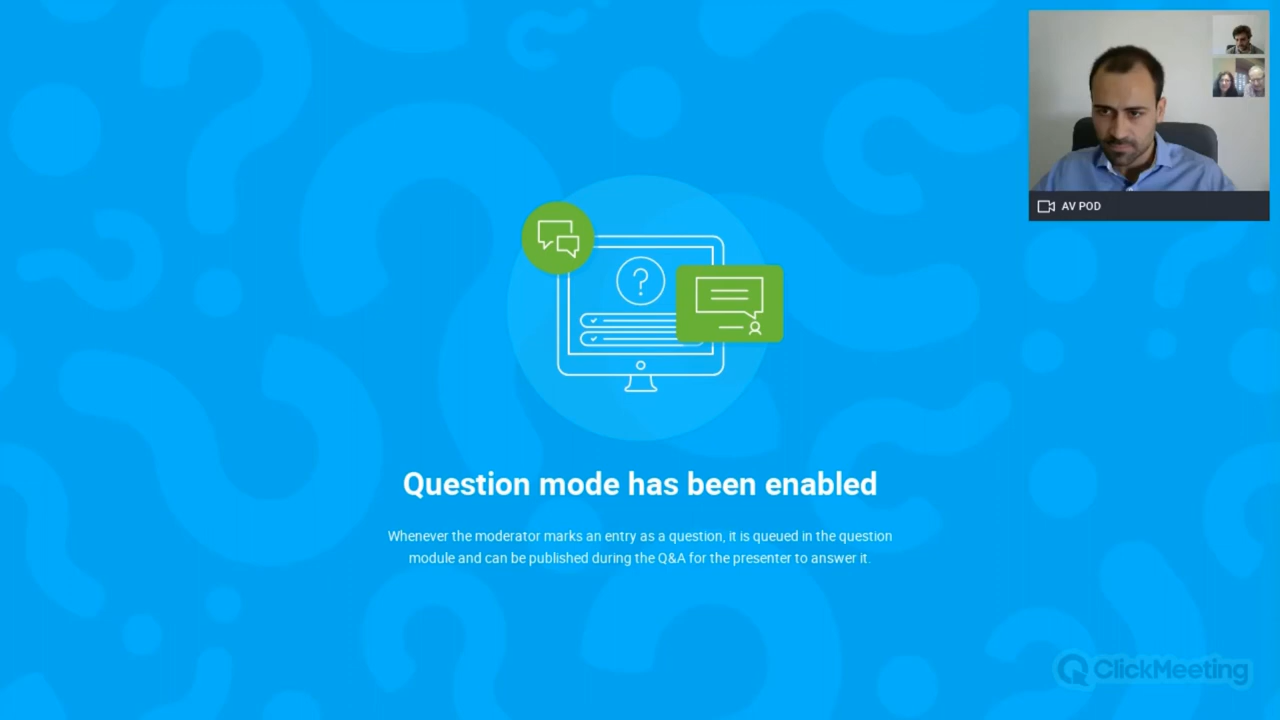 AV POD
?
Question mode has been enabled
Whenever the moderator marks an entry as a question, it is queued in the question
module and can be published during the Q&A for the presenter to answer it.
ClickMeeting